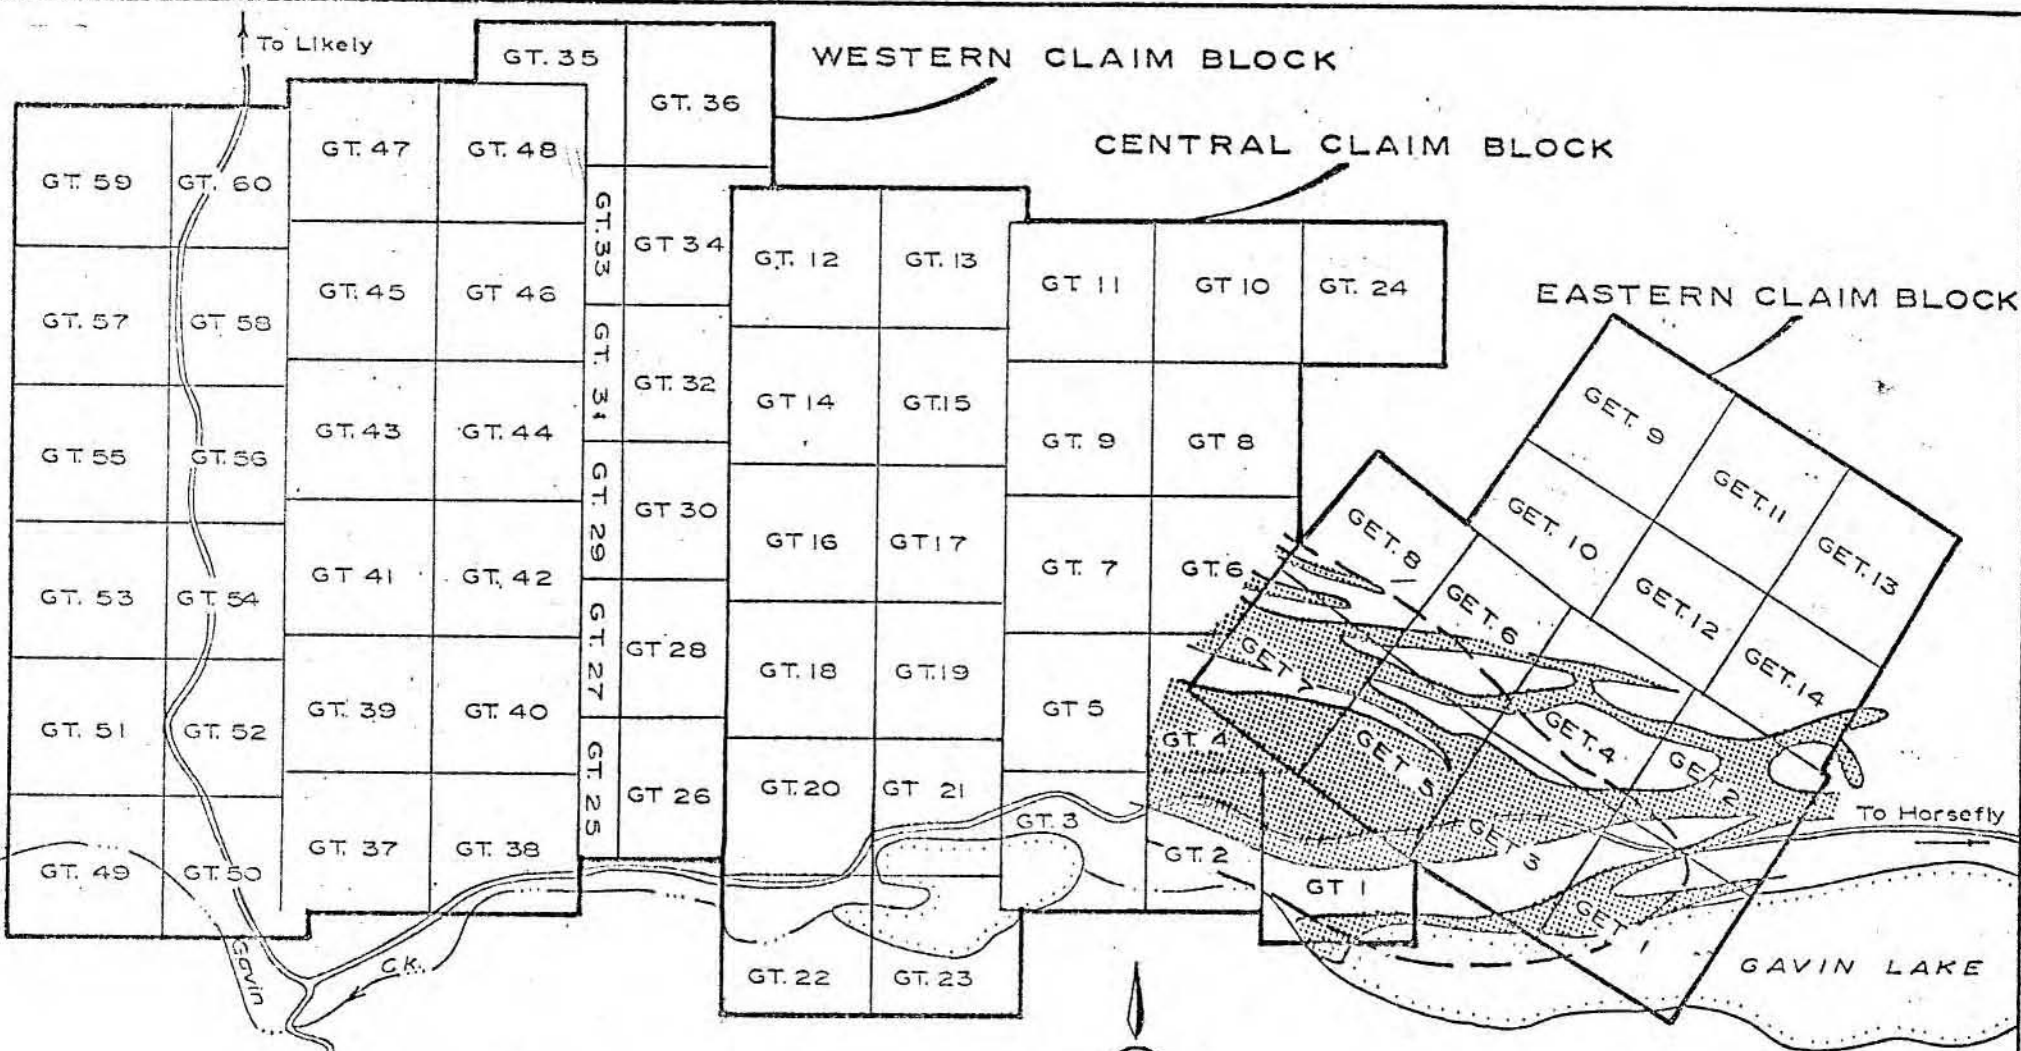 To Likely
WESTERN CLAIM BLOCK
CENTRAL CLAIM BLOCK
EASTERN CLAIM BLOCK
GT. 59
GT. 60
GT. 57
GT 58
GT. 55
GT. 56
GT. 53
GT 54
GT. 51
GT. 52
GT. 49
GT. 50
GT. 47
GT. 48
GT. 45
GT 46
GT. 43
GT. 44
GT 41
GT. 42
GT. 39
GT. 40
GT. 37
GT. 38
GT. 35
GT. 36
GT. 33
GT 34
GT. 31
GT. 32
GT. 29
GT 30
GT. 27
GT 28
GT. 25
GT 26
GT. 12
GT. 13
GT 14
GT.15
GT 16
GT 17
GT. 18
GT.19
GT.20
GT 21
GT. 22
GT. 23
GT 11
GT 10
GT. 24
GT. 9
GT 8
GT. 7
GT.6
GT 5
GT. 4
GT. 3
GT. 2
GT 1
GET. 9
GET. 11
GET.13
GET. 10
GET.12
GET.14
GET. 8
GET. 6
GET. 4
GET 2
GET 7
GET 5
GET 3
GET 1
To Horsefly
GAVIN LAKE
Gavin
CK.